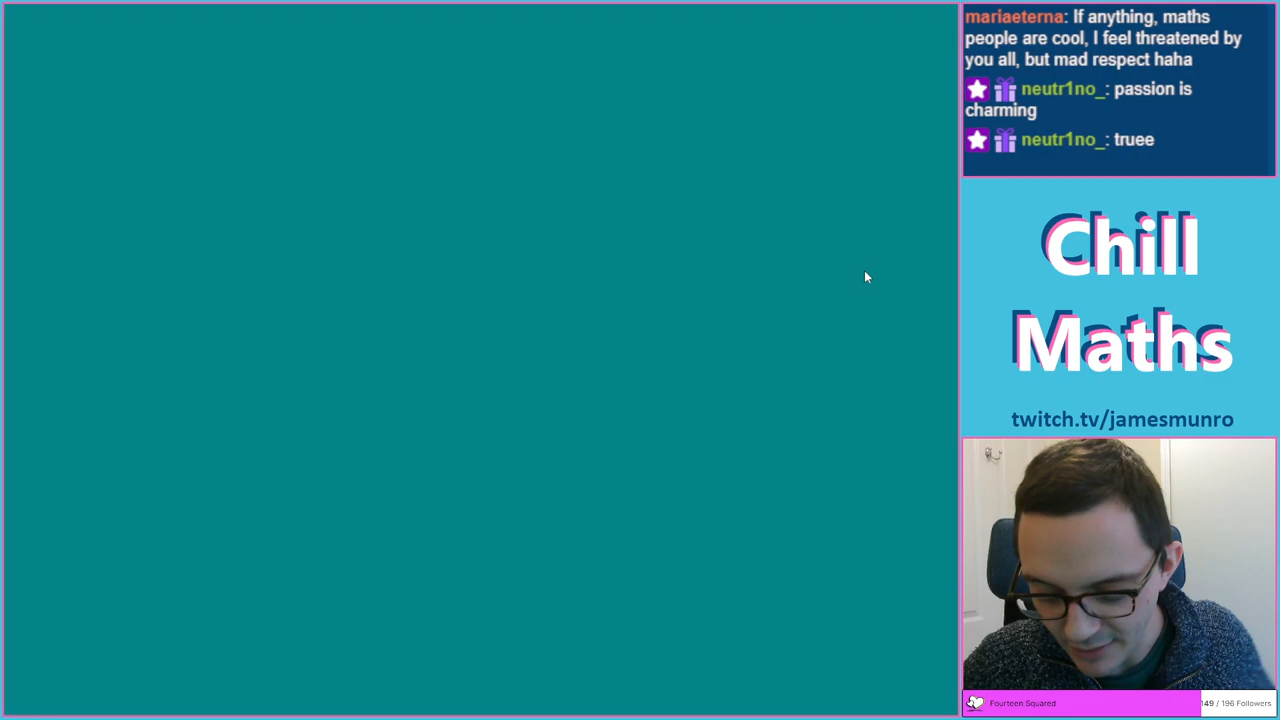 mariaeterna: If anything, maths
people are cool, I feel threatened by
you all, but mad respect haha
neutr1no_: passion is
charming
neutr1no_: truee
Chill
Maths
twitch.tv/jamesmunro
Fourteen Squared 149 / 196 Followers